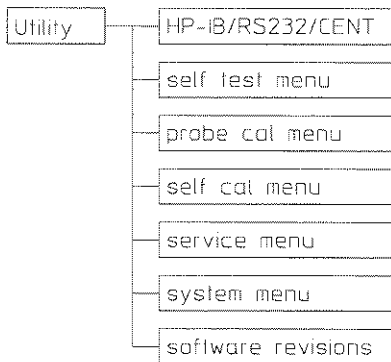 Utility
HP-iB/RS232/CENT
self test menu
probe cal menu
self cal menu
service menu
system menu
software revisions